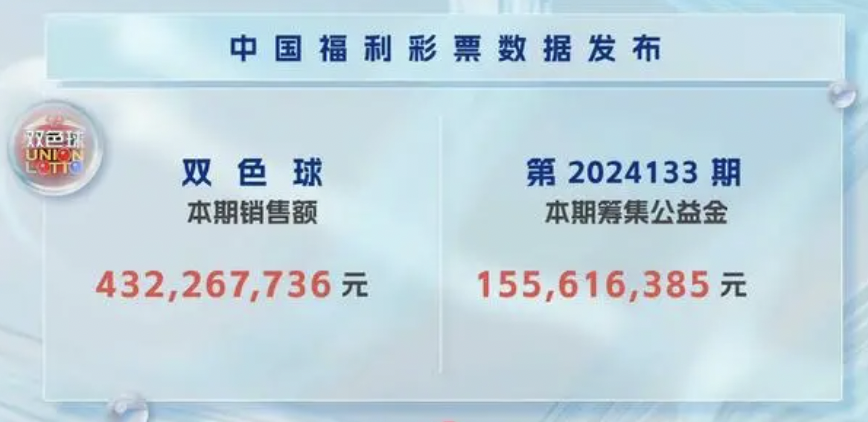 中国福利彩票数据发布
双色球
UNION
LOTTO
双色球
本期销售额
432,267,736 元
第 2024133 期
本期筹集公益金
155,616,385 元